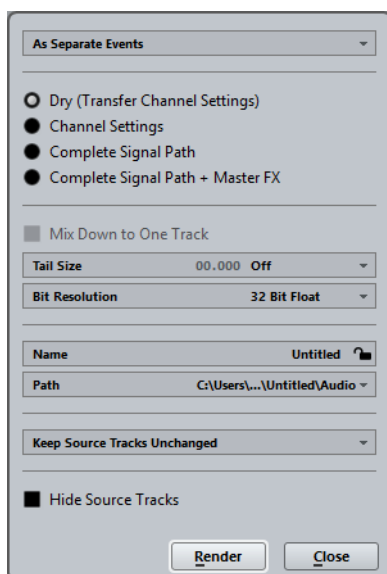 As Separate Events
Dry (Transfer Channel Settings)
Channel Settings
Complete Signal Path
Complete Signal Path + Master FX
Mix Down to One Track
Tail Size 00.000 Off
Bit Resolution 32 Bit Float
Name Untitled
Path C:\Users\...\Untitled\Audio
Keep Source Tracks Unchanged
Hide Source Tracks
Render Close